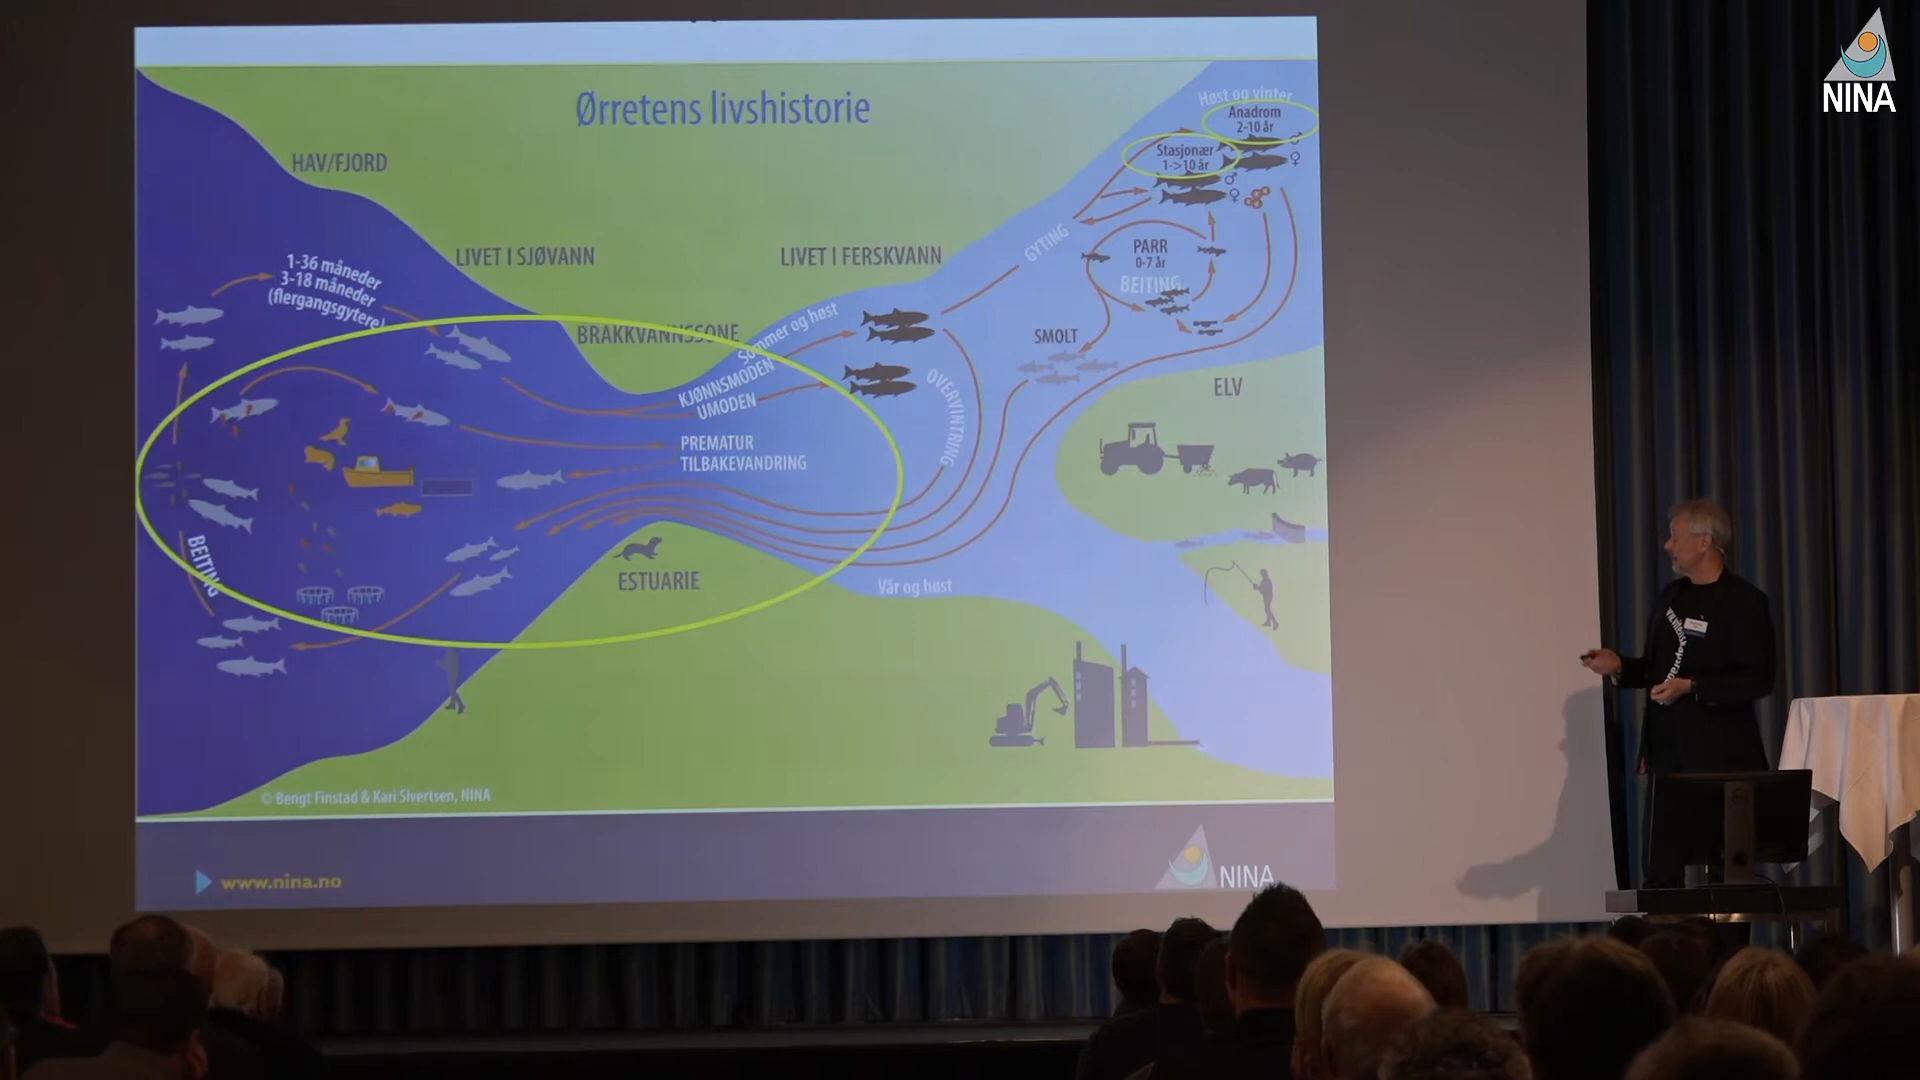 NINA
Ørretens livshistorie
Høst og vinter
Anadrom
2-10 år
Stasjonær
1->10 år
HAV/FJORD
LIVET I SJØVANN
LIVET I FERSKVANN
GYTING
PARR
0-7 år
BEITING
1-36 måneder
3-18 måneder
(flergangsgytere)
BRAKKVANNSSONE
Sommer og høst
KJØNNSMODEN
UMODEN
SMOLT
OVERVINTRING
ELV
PREMATUR
TILBAKEVANDRING
BEITING
ESTUARIE
Vår og høst
© Bengt Finstad & Kari Sivertsen, NINA
www.nina.no
NINA